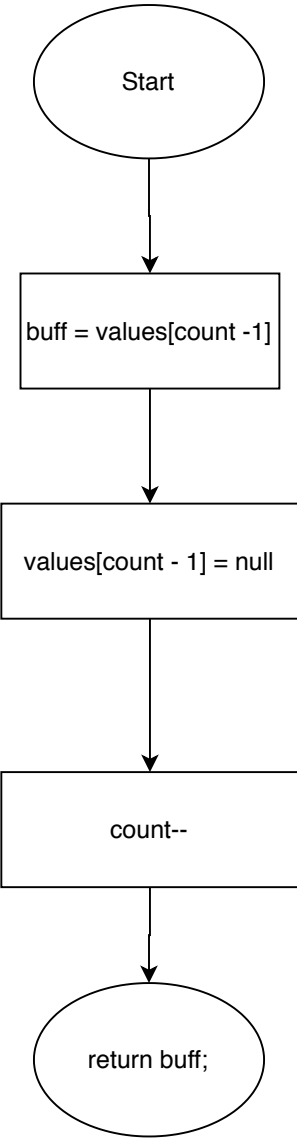 Start
buff = values[count -1]
values[count - 1] = null
count--
return buff;